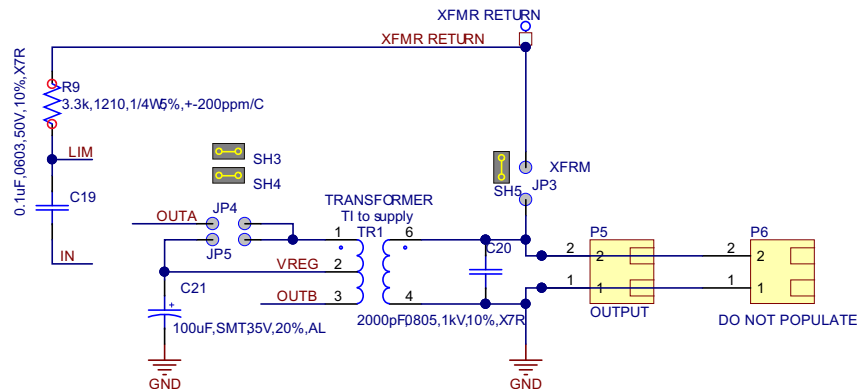 XFMR RETURN
XFMR RETURN
R9
3.3k,1210,1/4W,5%,+-200ppm/C
0.1uF,0603,50V,10%,X7R
LIM
C19
IN
SH3
SH4
OUTA
JP4
JP5
VREG
OUTB
C21
100uF,SMT35V,20%,AL
GND
TRANSFORMER
TI to supply
TR1
1
2
3
6
4
C20
2000pF,0805,1kV,10%,X7R
XFRM
SH5
JP3
GND
P5
2
2
1
1
OUTPUT
P6
2
2
1
1
DO NOT POPULATE